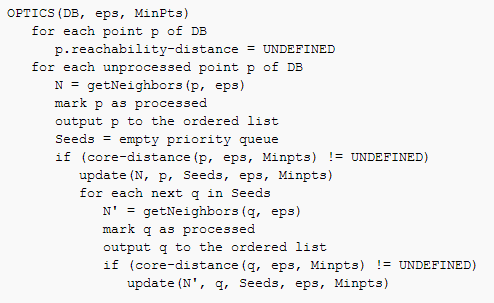 OPTICS(DB, eps, MinPts)
for each point p of DB
p.reachability-distance = UNDEFINED
for each unprocessed point p of DB
N = getNeighbors(p, eps)
mark p as processed
output p to the ordered list
Seeds = empty priority queue
if (core-distance(p, eps, Minpts) != UNDEFINED)
update(N, p, Seeds, eps, Minpts)
for each next q in Seeds
N' = getNeighbors(q, eps)
mark q as processed
output q to the ordered list
if (core-distance(q, eps, Minpts) != UNDEFINED)
update(N', q, Seeds, eps, Minpts)